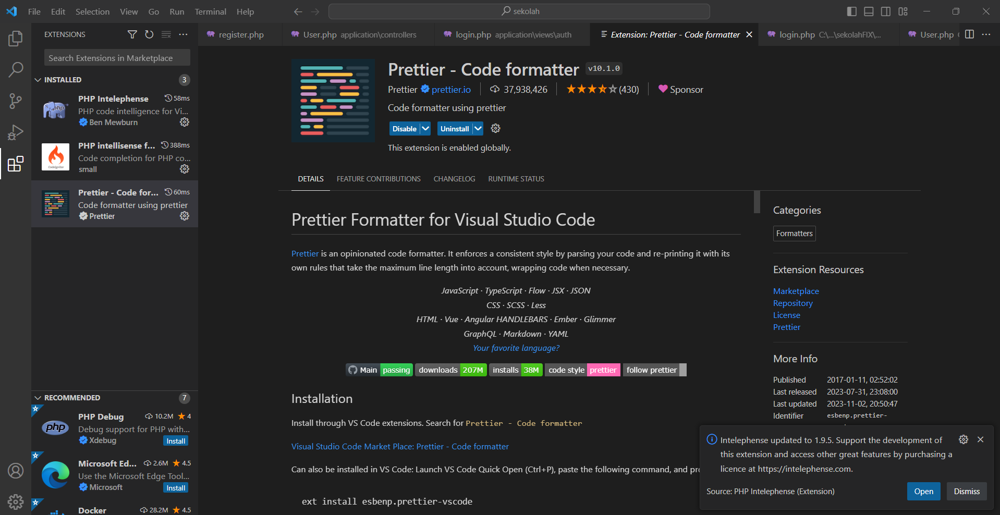 File Edit Selection View Go Run Terminal Help
sekolah
EXTENSIONS
Search Extensions in Marketplace
INSTALLED 3
PHP Intelephense 58ms
PHP code intelligence for Vi...
Ben Mewburn
PHP intellisense f... 388ms
Code completion for PHP co...
small
Prettier - Code for... 60ms
Code formatter using prettier
Prettier
RECOMMENDED 7
PHP Debug 10.2M 4
Debug support for PHP with...
Xdebug Install
Microsoft Ed... 2.6M 4.5
Use the Microsoft Edge Tool...
Microsoft Install
Docker 28.2M 4.5
register.php User.php application\controllers login.php application\views\auth Extension: Prettier - Code formatter login.php C:\...\sekolahFIX\... User.php
php
CodeIgniter
php
Prettier - Code formatter v10.1.0
Prettier prettier.io 37,938,426 (430) Sponsor
Code formatter using prettier
Disable Uninstall
This extension is enabled globally.
DETAILS FEATURE CONTRIBUTIONS CHANGELOG RUNTIME STATUS
Prettier Formatter for Visual Studio Code
Prettier is an opinionated code formatter. It enforces a consistent style by parsing your code and re-printing it with its
own rules that take the maximum line length into account, wrapping code when necessary.
JavaScript · TypeScript · Flow · JSX · JSON
CSS · SCSS · Less
HTML · Vue · Angular HANDLEBARS · Ember · Glimmer
GraphQL · Markdown · YAML
Your favorite language?
Main passing downloads 207M installs 38M code style prettier follow prettier
Installation
Install through VS Code extensions. Search for Prettier - Code formatter
Visual Studio Code Market Place: Prettier - Code formatter
Can also be installed in VS Code: Launch VS Code Quick Open (Ctrl+P), paste the following command, and pre
ext install esbenp.prettier-vscode
Categories
Formatters
Extension Resources
Marketplace
Repository
License
Prettier
More Info
Published 2017-01-11, 02:52:02
Last released 2023-07-31, 23:08:00
Last updated 2023-11-02, 20:50:47
Identifier esbenp.prettier-
Intelephense updated to 1.9.5. Support the development of
this extension and access other great features by purchasing a
licence at https://intelephense.com.
Source: PHP Intelephense (Extension) Open Dismiss